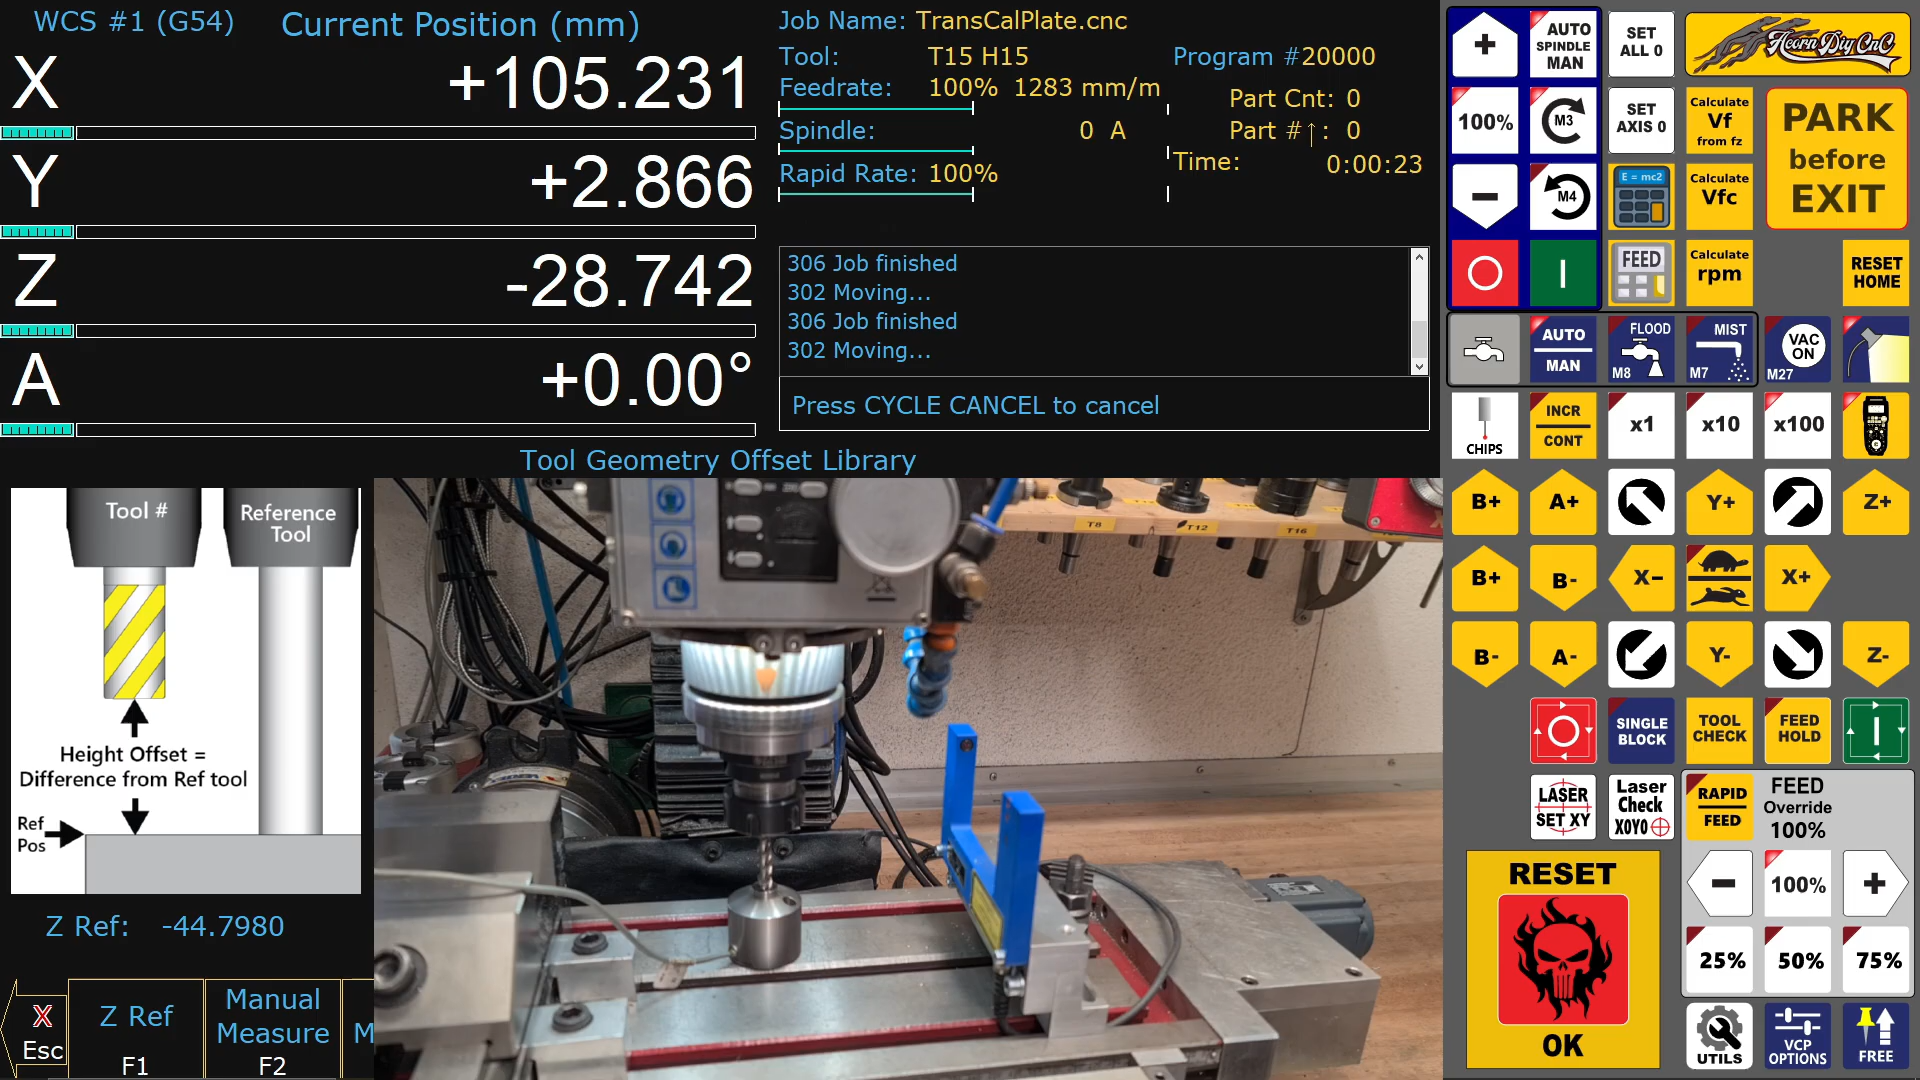 WCS #1 (G54)
Current Position (mm)
X +105.231
Y +2.866
Z -28.742
A +0.00°
Job Name: TransCalPlate.cnc
Tool: T15 H15
Program #20000
Feedrate: 100% 1283 mm/m
Part Cnt: 0
Spindle: 0 A
Part #↑: 0
Rapid Rate: 100%
Time: 0:00:23
306 Job finished
302 Moving...
306 Job finished
302 Moving...
Press CYCLE CANCEL to cancel
Tool Geometry Offset Library
Tool #
Reference
Tool
Height Offset =
Difference from Ref tool
Ref
Pos
Z Ref: -44.7980
X
Esc
Z Ref
F1
Manual
Measure
F2
M
T8
T12
T16
+
AUTO
SPINDLE
MAN
SET
ALL 0
Acorn Diy CnC
100%
M3
SET
AXIS 0
Calculate
Vf
from fz
PARK
before
EXIT
−
M4
E = mc2
Calculate
Vfc
FEED
Calculate
rpm
RESET
HOME
AUTO
MAN
FLOOD
M8
MIST
M7
VAC
ON
M27
CHIPS
INCR
CONT
x1
x10
x100
B+
A+
Y+
Z+
B+
B-
X−
X+
B-
A-
Y-
Z-
SINGLE
BLOCK
TOOL
CHECK
FEED
HOLD
LASER
SET XY
Laser
Check
X0Y0
RAPID
FEED
FEED
Override
100%
RESET
OK
−
100%
+
25%
50%
75%
UTILS
VCP
OPTIONS
FREE